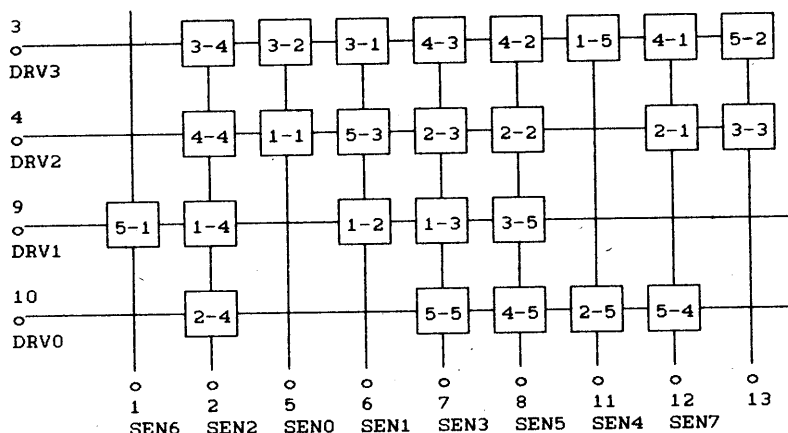 3
DRV3
3-4 3-2 3-1 4-3 4-2 1-5 4-1 5-2
4
DRV2
4-4 1-1 5-3 2-3 2-2 2-1 3-3
9
DRV1
5-1 1-4 1-2 1-3 3-5
10
DRV0
2-4 5-5 4-5 2-5 5-4
1 2 5 6 7 8 11 12 13
SEN6 SEN2 SEN0 SEN1 SEN3 SEN5 SEN4 SEN7